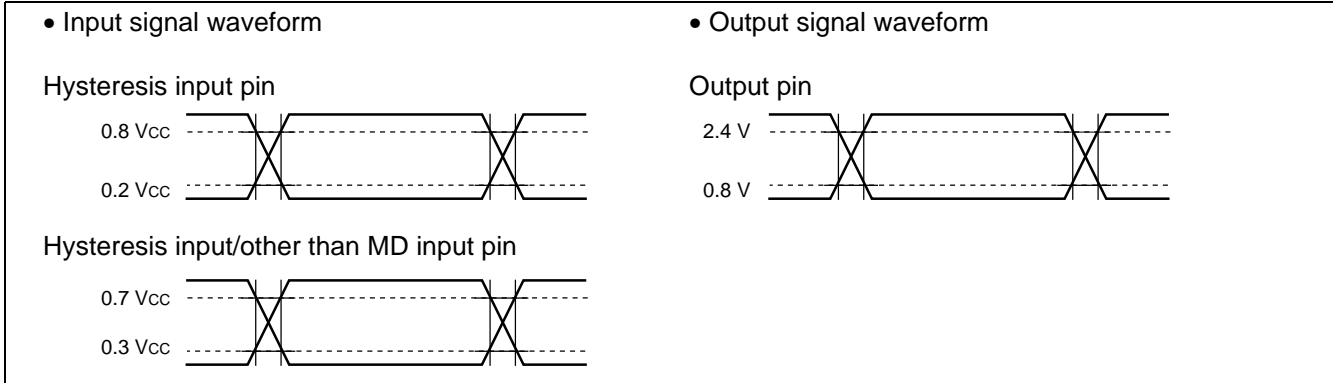 • Input signal waveform
Hysteresis input pin
0.8 VCC
0.2 VCC
Hysteresis input/other than MD input pin
0.7 VCC
0.3 VCC
• Output signal waveform
Output pin
2.4 V
0.8 V